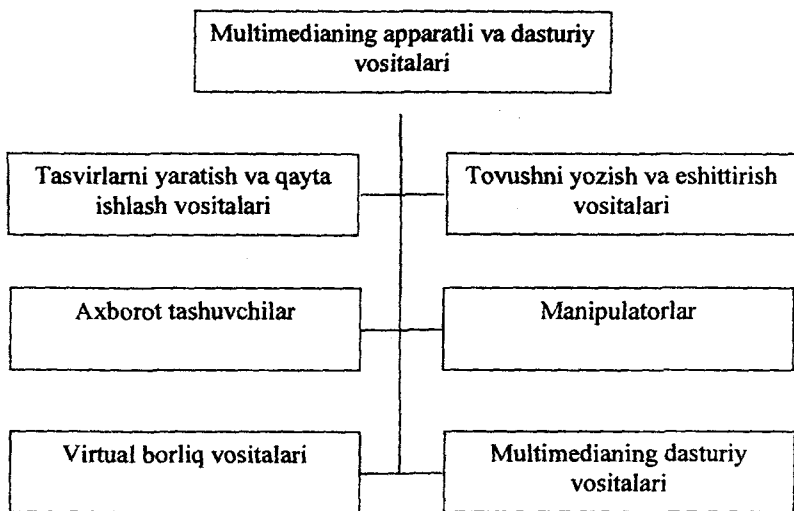 Multimedianing apparatli va dasturiy
vositalari
Tasvirlarni yaratish va qayta
ishlash vositalari
Tovushni yozish va eshittirish
vositalari
Axborot tashuvchilar
Manipulatorlar
Virtual borliq vositalari
Multimedianing dasturiy
vositalari